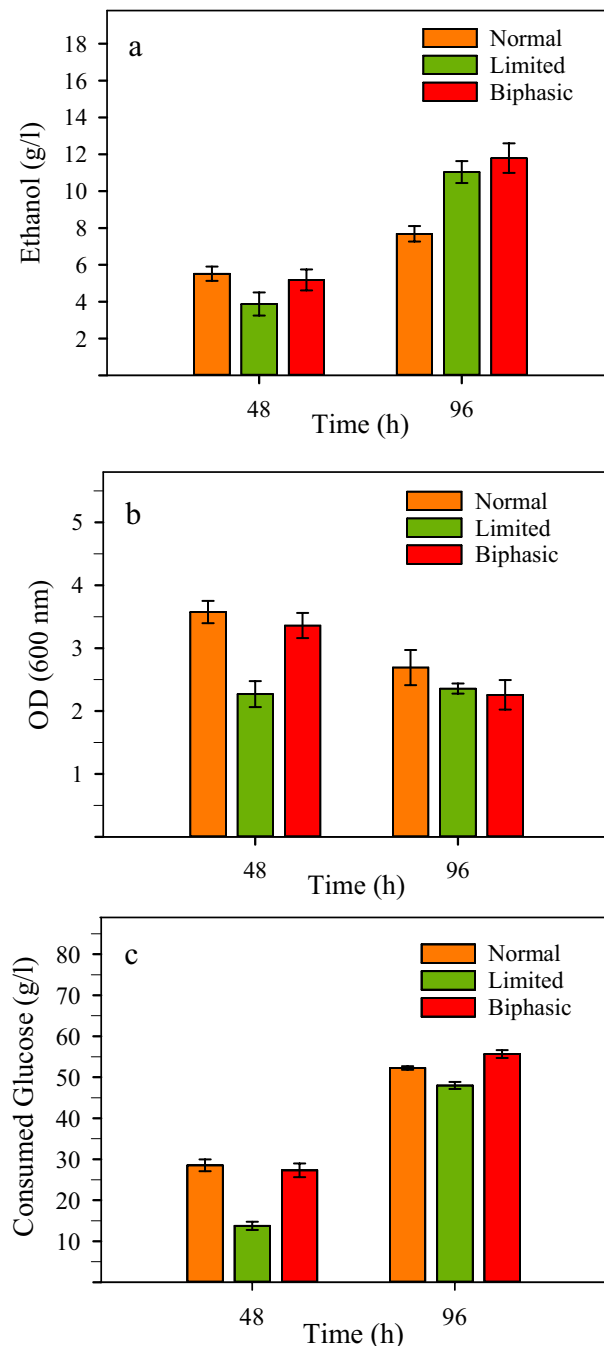 a
Normal
Limited
Biphasic
18
16
14
12
10
8
6
4
2
Ethanol (g/l)
48
96
Time (h)
b
Normal
Limited
Biphasic
5
4
3
2
1
OD (600 nm)
48
96
Time (h)
c
Normal
Limited
Biphasic
80
70
60
50
40
30
20
10
Consumed Glucose (g/l)
48
96
Time (h)